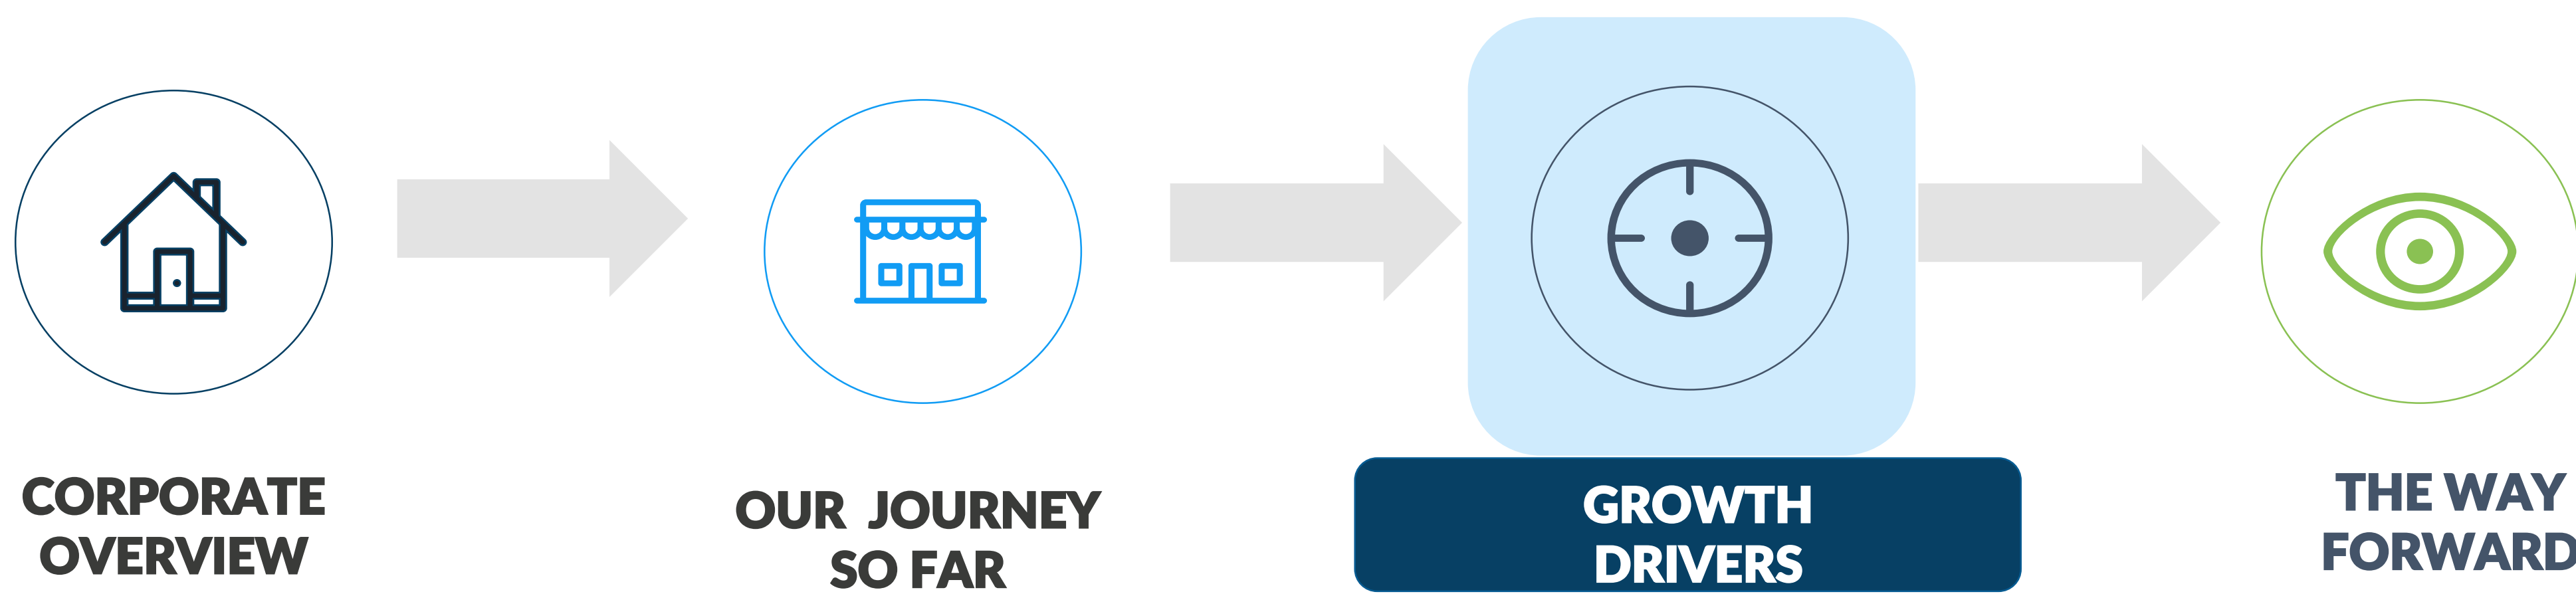 CORPORATE
OVERVIEW
OUR JOURNEY
SO FAR
GROWTH
DRIVERS
THE WAY
FORWARD